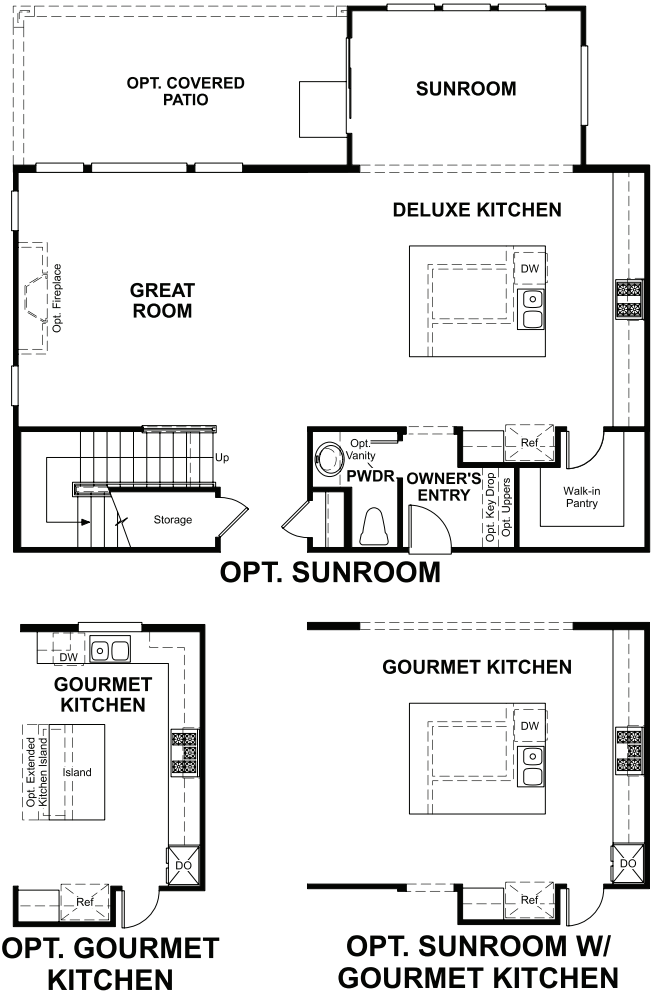 OPT. COVERED
PATIO
SUNROOM
DELUXE KITCHEN
DW
GREAT
ROOM
Opt. Fireplace
Ref
Up
Opt.
Vanity
PWDR
OWNER'S
ENTRY
Opt. Key Drop
Opt. Uppers
Walk-in
Pantry
Storage
OPT. SUNROOM
DW
GOURMET
KITCHEN
Opt. Extended
Kitchen Island
Island
DO
Ref
OPT. GOURMET
KITCHEN
GOURMET KITCHEN
DW
DO
Ref
OPT. SUNROOM W/
GOURMET KITCHEN